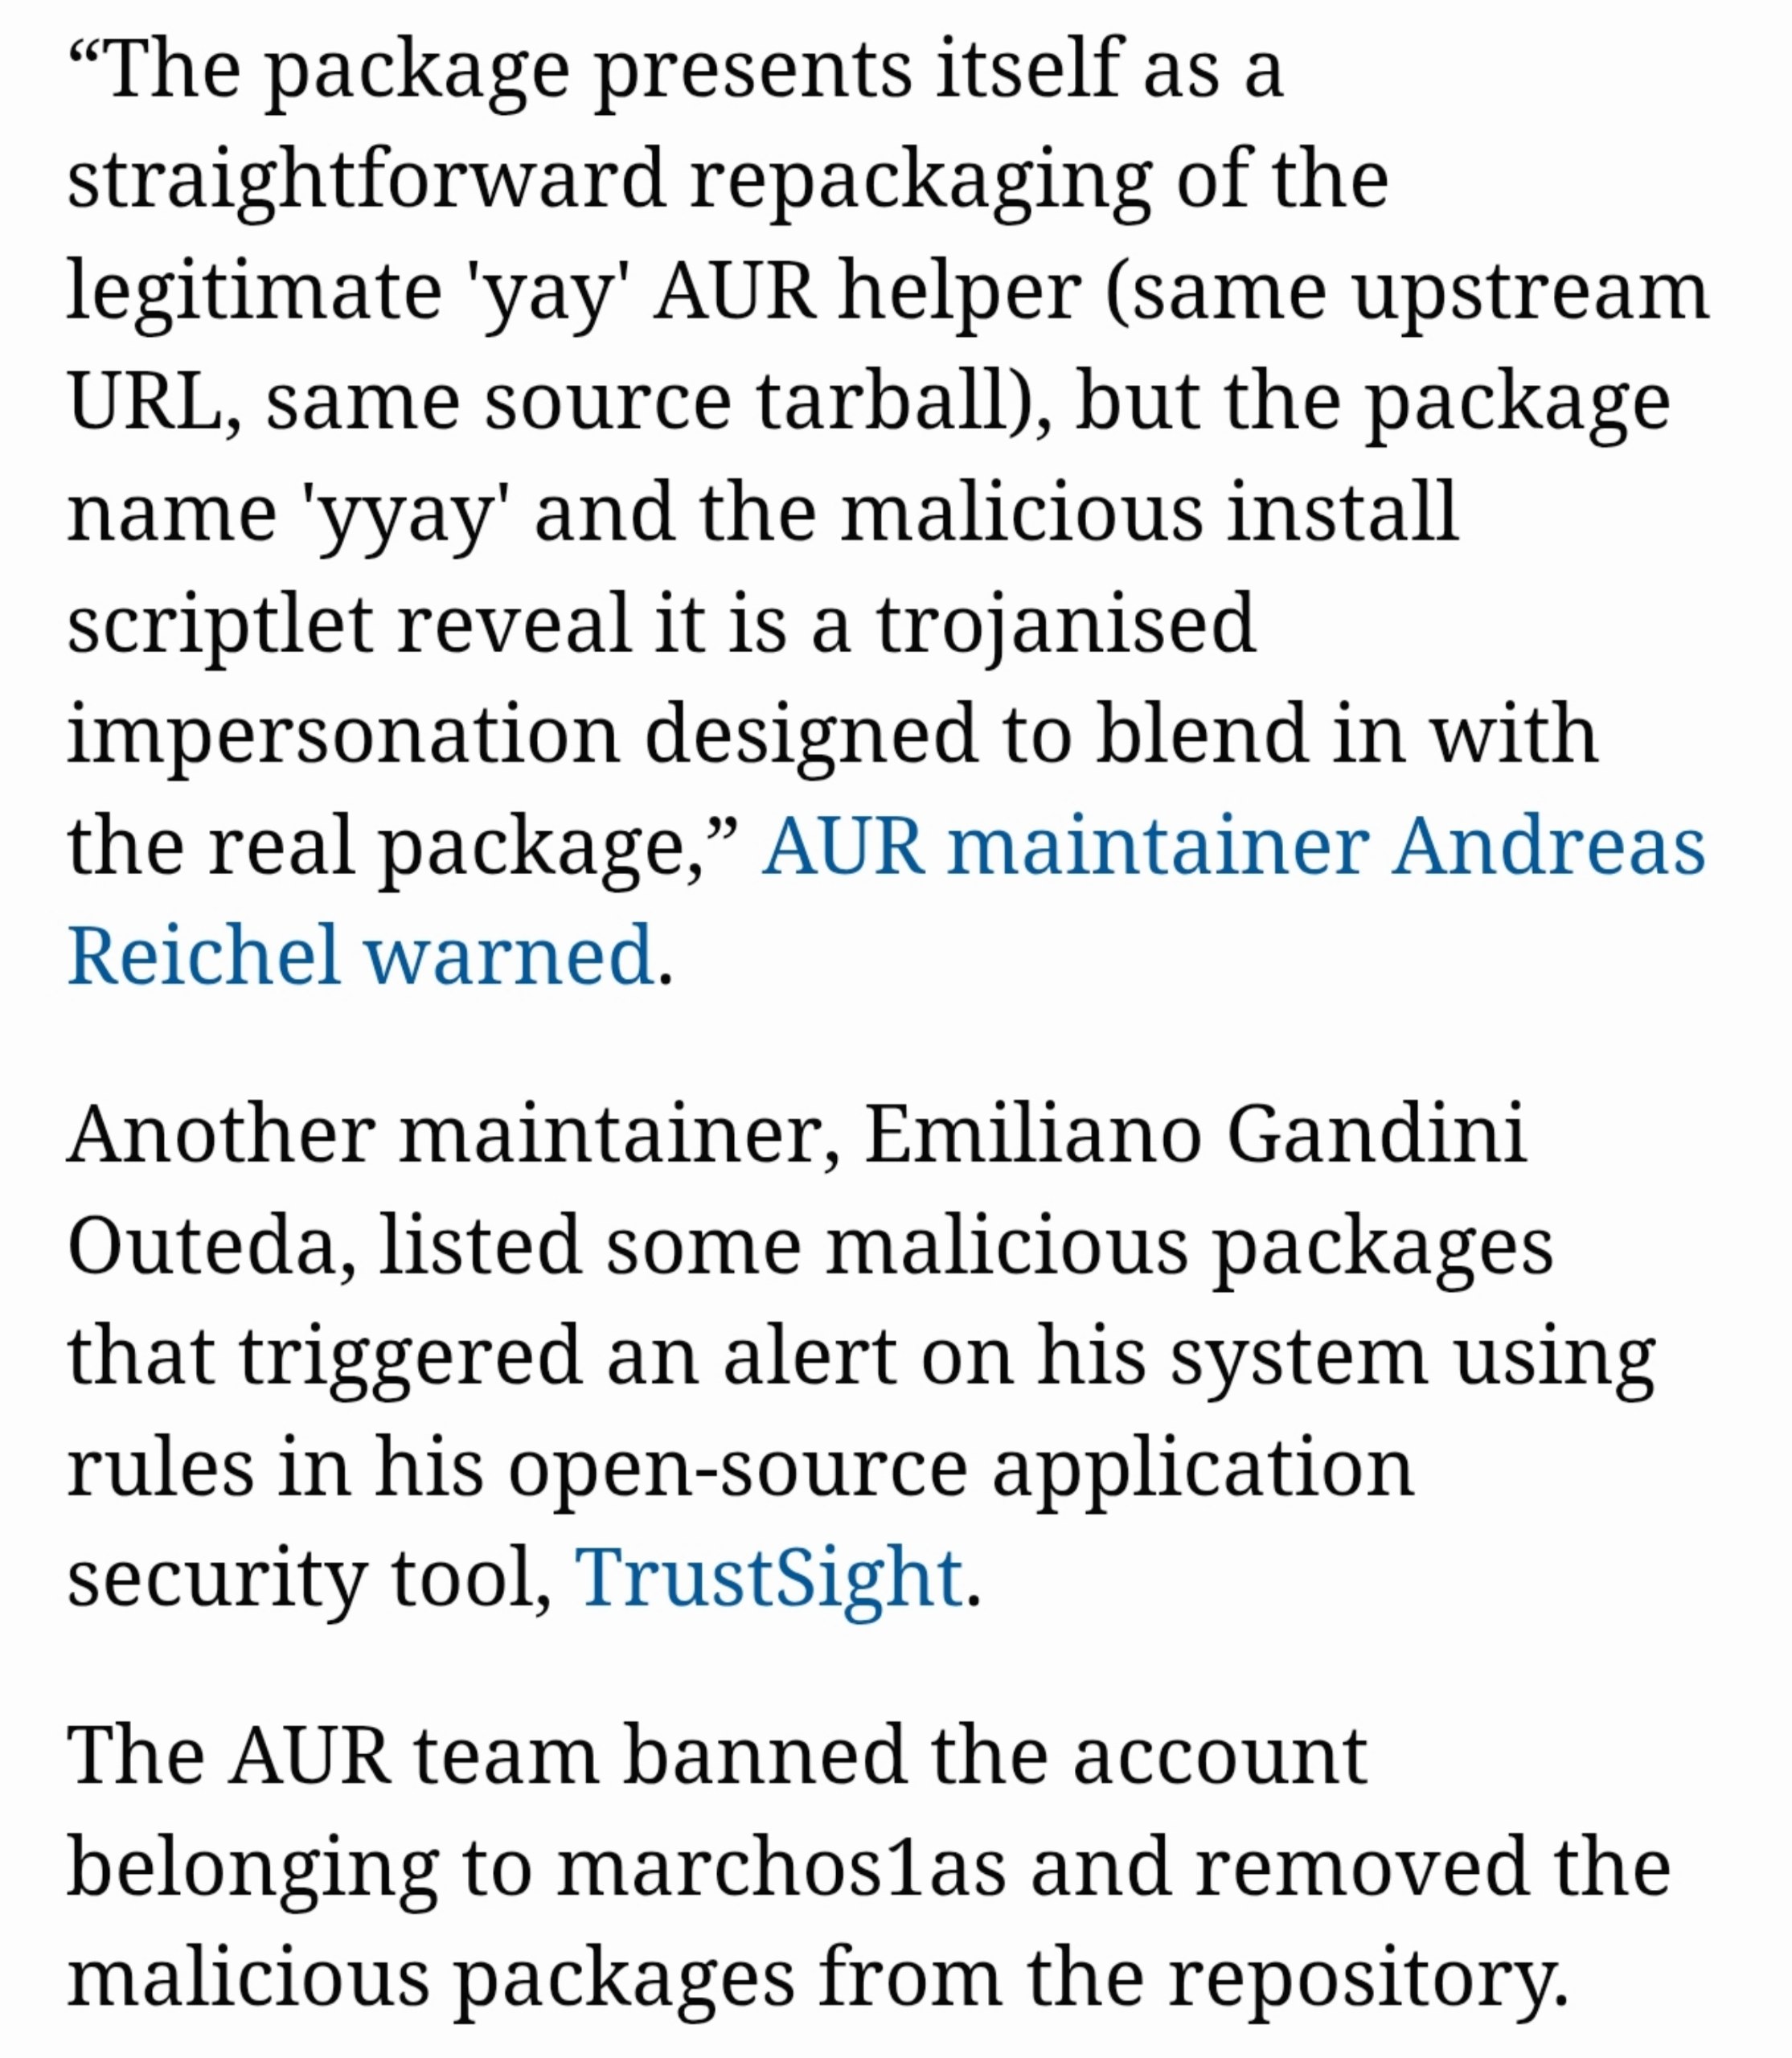 “The package presents itself as a
straightforward repackaging of the
legitimate 'yay' AUR helper (same upstream
URL, same source tarball), but the package
name 'yyay' and the malicious install
scriptlet reveal it is a trojanised
impersonation designed to blend in with
the real package,” AUR maintainer Andreas
Reichel warned.
Another maintainer, Emiliano Gandini
Outeda, listed some malicious packages
that triggered an alert on his system using
rules in his open-source application
security tool, TrustSight.
The AUR team banned the account
belonging to marchos1as and removed the
malicious packages from the repository.